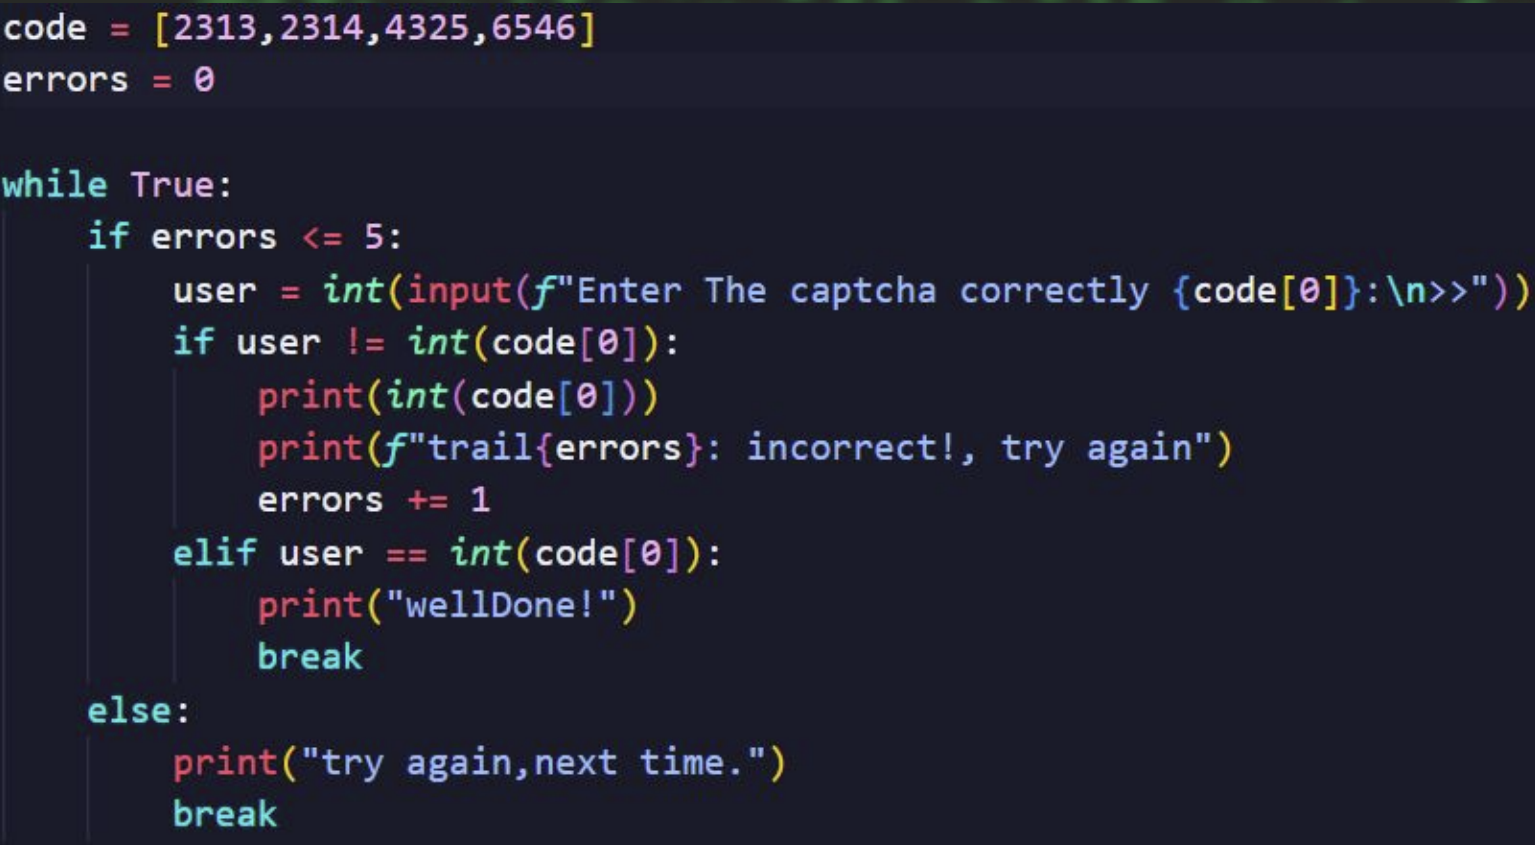 code = [2313,2314,4325,6546]
errors = 0

while True:
    if errors <= 5:
        user = int(input(f"Enter The captcha correctly {code[0]}:\n>>"))
        if user != int(code[0]):
            print(int(code[0]))
            print(f"trail{errors}: incorrect!, try again")
            errors += 1
        elif user == int(code[0]):
            print("wellDone!")
            break
    else:
        print("try again,next time.")
        break